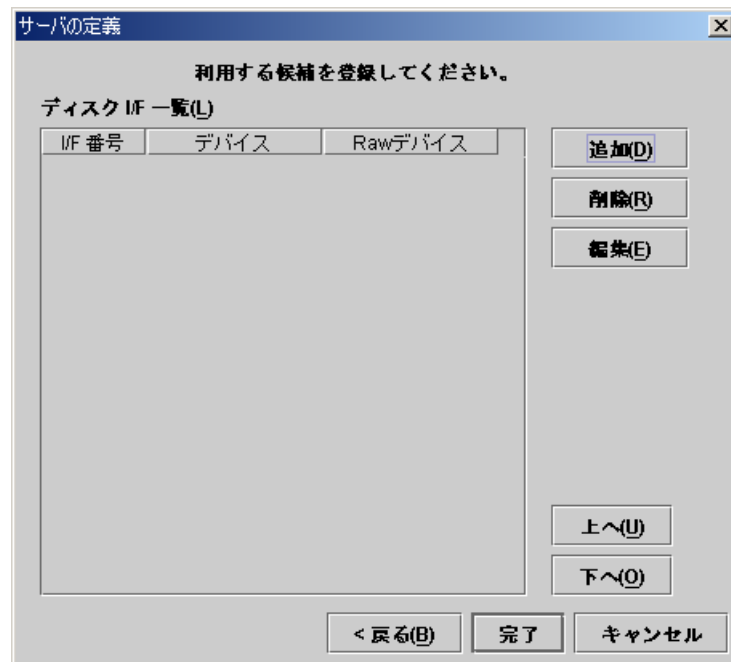 サーバの定義
利用する候補を登録してください。
ディスク I/F 一覧(L)
I/F 番号 デバイス Rawデバイス
追加(D)
削除(R)
編集(E)
上へ(U)
下へ(O)
< 戻る(B) 完了 キャンセル